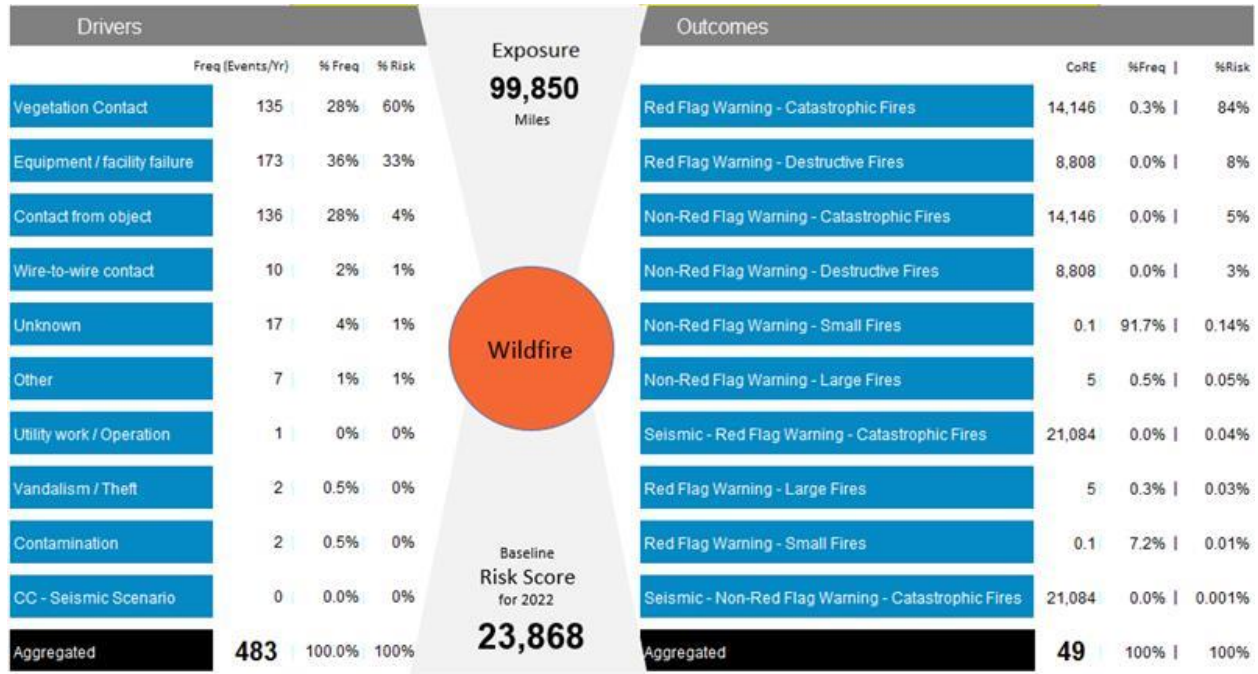 Drivers
Freq (Events/Yr) % Freq % Risk
Vegetation Contact 135 28% 60%
Equipment / facility failure 173 36% 33%
Contact from object 136 28% 4%
Wire-to-wire contact 10 2% 1%
Unknown 17 4% 1%
Other 7 1% 1%
Utility work / Operation 1 0% 0%
Vandalism / Theft 2 0.5% 0%
Contamination 2 0.5% 0%
CC - Seismic Scenario 0 0.0% 0%
Aggregated 483 100.0% 100%
Exposure
99,850
Miles
Wildfire
Baseline
Risk Score
for 2022
23,868
Outcomes
CoRE %Freq | %Risk
Red Flag Warning - Catastrophic Fires 14,146 0.3% | 84%
Red Flag Warning - Destructive Fires 8,808 0.0% | 8%
Non-Red Flag Warning - Catastrophic Fires 14,146 0.0% | 5%
Non-Red Flag Warning - Destructive Fires 8,808 0.0% | 3%
Non-Red Flag Warning - Small Fires 0.1 91.7% | 0.14%
Non-Red Flag Warning - Large Fires 5 0.5% | 0.05%
Seismic - Red Flag Warning - Catastrophic Fires 21,084 0.0% | 0.04%
Red Flag Warning - Large Fires 5 0.3% | 0.03%
Red Flag Warning - Small Fires 0.1 7.2% | 0.01%
Seismic - Non-Red Flag Warning - Catastrophic Fires 21,084 0.0% | 0.001%
Aggregated 49 100% | 100%